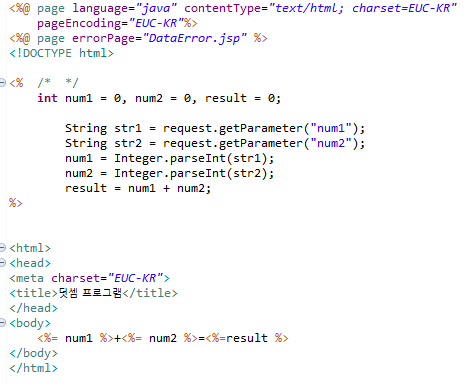 <%@ page language="java" contentType="text/html; charset=EUC-KR"
    pageEncoding="EUC-KR"%>
<%@ page errorPage="DataError.jsp" %>
<!DOCTYPE html>
<%  /*  */
    int num1 = 0, num2 = 0, result = 0;
        String str1 = request.getParameter("num1");
        String str2 = request.getParameter("num2");
        num1 = Integer.parseInt(str1);
        num2 = Integer.parseInt(str2);
        result = num1 + num2;
%>
<html>
<head>
<meta charset="EUC-KR">
<title>덧셈 프로그램</title>
</head>
<body>
    <%= num1 %>+<%= num2 %>=<%=result %>
</body>
</html>